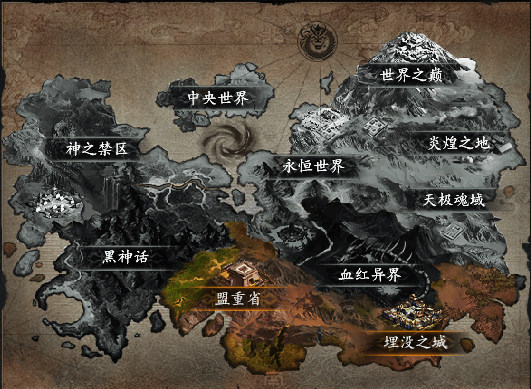 世界之巅
中央世界
神之禁区
炎煌之地
永恒世界
天极魂域
黑神话
血红异界
盟重省
埋没之城